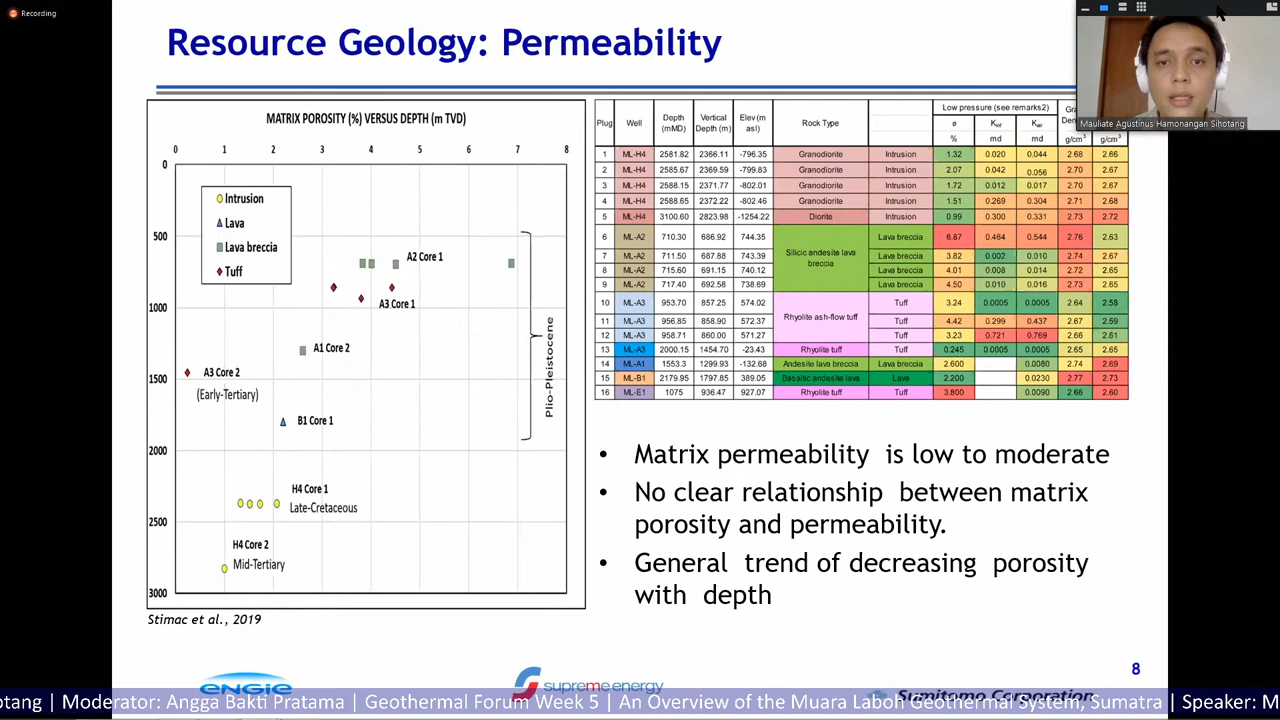 Recording
Resource Geology: Permeability
Mauliate Agustinus Hamonangan Sihotang
MATRIX POROSITY (%) VERSUS DEPTH (m TVD)
0 1 2 3 4 5 6 7 8
0
500
1000
1500
2000
2500
3000
Intrusion
Lava
Lava breccia
Tuff
A2 Core 1
A3 Core 1
A1 Core 2
A3 Core 2
(Early-Tertiary)
B1 Core 1
H4 Core 1
Late-Cretaceous
H4 Core 2
Mid-Tertiary
Plio-Pleistocene
Stimac et al., 2019
Low pressure (see remarks2)
Plug Well Depth (mMD) Vertical Depth (m) Elev(m asl) Rock Type ø Kinf Kair
% md md g/cm³ g/cm³
1 ML-H4 2581.82 2366.11 -796.35 Granodiorite Intrusion 1.32 0.020 0.044 2.68 2.66
2 ML-H4 2585.67 2369.59 -799.83 Granodiorite Intrusion 2.07 0.042 0.056 2.70 2.67
3 ML-H4 2588.15 2371.77 -802.01 Granodiorite Intrusion 1.72 0.012 0.017 2.70 2.67
4 ML-H4 2588.65 2372.22 -802.46 Granodiorite Intrusion 1.51 0.269 0.304 2.71 2.68
5 ML-H4 3100.60 2823.98 -1254.22 Diorite Intrusion 0.99 0.300 0.331 2.73 2.72
6 ML-A2 710.30 686.92 744.35 Silicic andesite lava breccia Lava breccia 6.87 0.464 0.544 2.76 2.63
7 ML-A2 711.50 687.88 743.39 Lava breccia 3.82 0.002 0.010 2.74 2.67
8 ML-A2 715.60 691.15 740.12 Lava breccia 4.01 0.008 0.014 2.72 2.65
9 ML-A2 717.40 692.58 738.69 Lava breccia 4.50 0.010 0.016 2.73 2.65
10 ML-A3 953.70 857.25 574.02 Rhyolite ash-flow tuff Tuff 3.24 0.0005 0.0005 2.64 2.58
11 ML-A3 956.85 858.90 572.37 Tuff 4.42 0.299 0.437 2.67 2.59
12 ML-A3 958.71 860.00 571.27 Tuff 3.23 0.721 0.769 2.66 2.61
13 ML-A3 2000.15 1454.70 -23.43 Rhyolite tuff Tuff 0.245 0.0005 0.0005 2.65 2.65
14 ML-A1 1553.3 1299.93 -132.68 Andesite lava breccia Lava breccia 2.600 0.0080 2.74 2.69
15 ML-B1 2179.95 1797.85 389.05 Basaltic andesite lava Lava 2.200 0.0230 2.77 2.73
16 ML-E1 1075 936.47 927.07 Rhyolite tuff Tuff 3.800 0.0090 2.66 2.60
• Matrix permeability is low to moderate
• No clear relationship between matrix
porosity and permeability.
• General trend of decreasing porosity
with depth
8
ENGIE
supreme energy
Sumitomo Corporation
otang | Moderator: Angga Bakti Pratama | Geothermal Forum Week 5 | An Overview of the Muara Laboh Geothermal System, Sumatra | Speaker: M